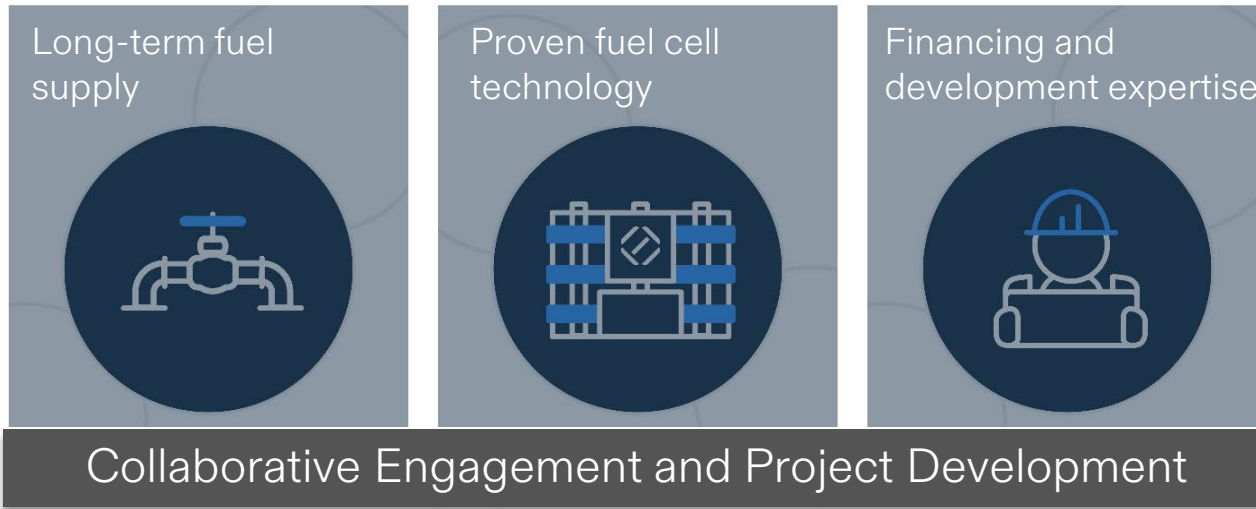 Long-term fuel
supply
Proven fuel cell
technology
Financing and
development expertise
Collaborative Engagement and Project Development